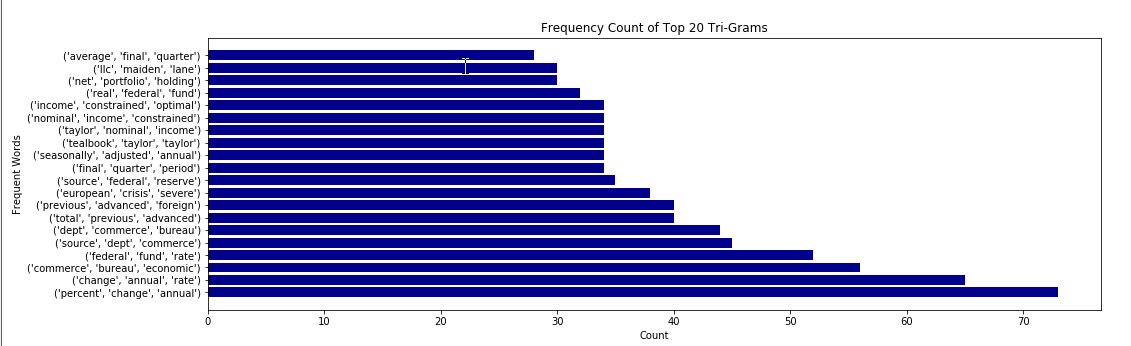 Frequency Count of Top 20 Tri-Grams
Frequent Words
('average', 'final', 'quarter')
('llc', 'maiden', 'lane')
('net', 'portfolio', 'holding')
('real', 'federal', 'fund')
('income', 'constrained', 'optimal')
('nominal', 'income', 'constrained')
('taylor', 'nominal', 'income')
('tealbook', 'taylor', 'taylor')
('seasonally', 'adjusted', 'annual')
('final', 'quarter', 'period')
('source', 'federal', 'reserve')
('european', 'crisis', 'severe')
('previous', 'advanced', 'foreign')
('total', 'previous', 'advanced')
('dept', 'commerce', 'bureau')
('source', 'dept', 'commerce')
('federal', 'fund', 'rate')
('commerce', 'bureau', 'economic')
('change', 'annual', 'rate')
('percent', 'change', 'annual')
0 10 20 30 40 50 60 70
Count